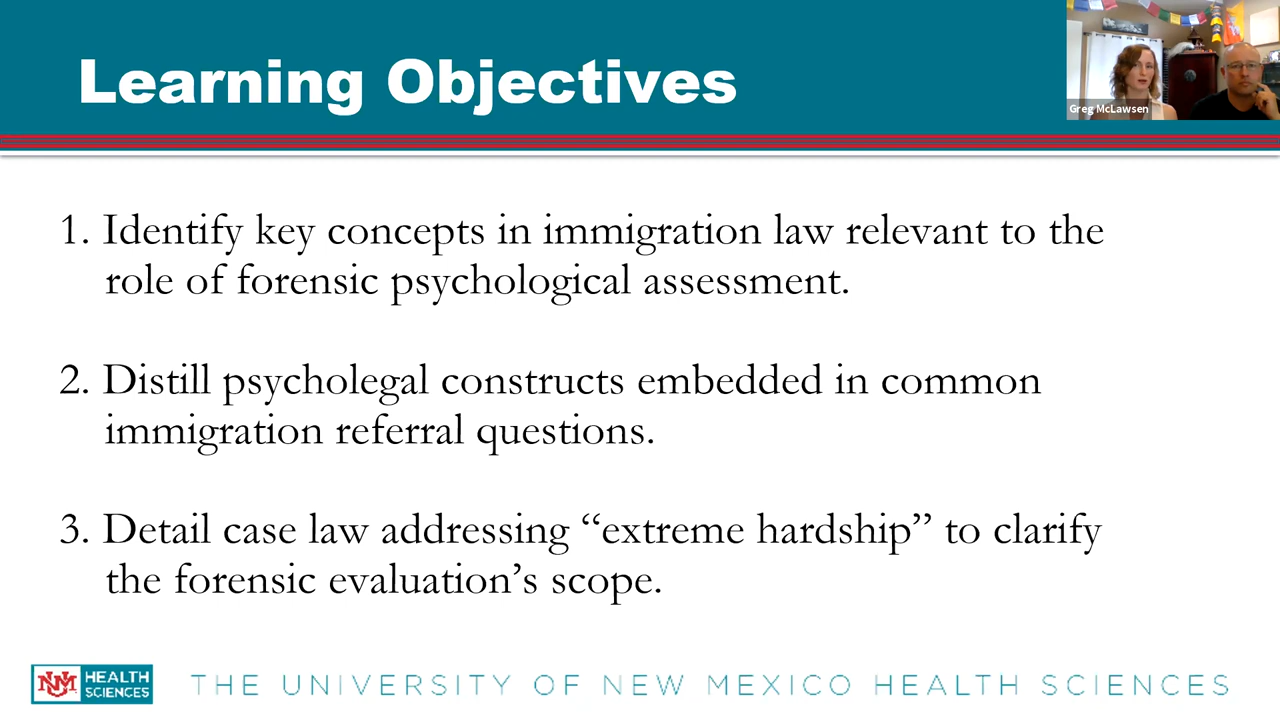 Learning Objectives
Greg McLawsen
1. Identify key concepts in immigration law relevant to the
role of forensic psychological assessment.
2. Distill psycholegal constructs embedded in common
immigration referral questions.
3. Detail case law addressing “extreme hardship” to clarify
the forensic evaluation’s scope.
UNM HEALTH
SCIENCES
THE UNIVERSITY OF NEW MEXICO HEALTH SCIENCES